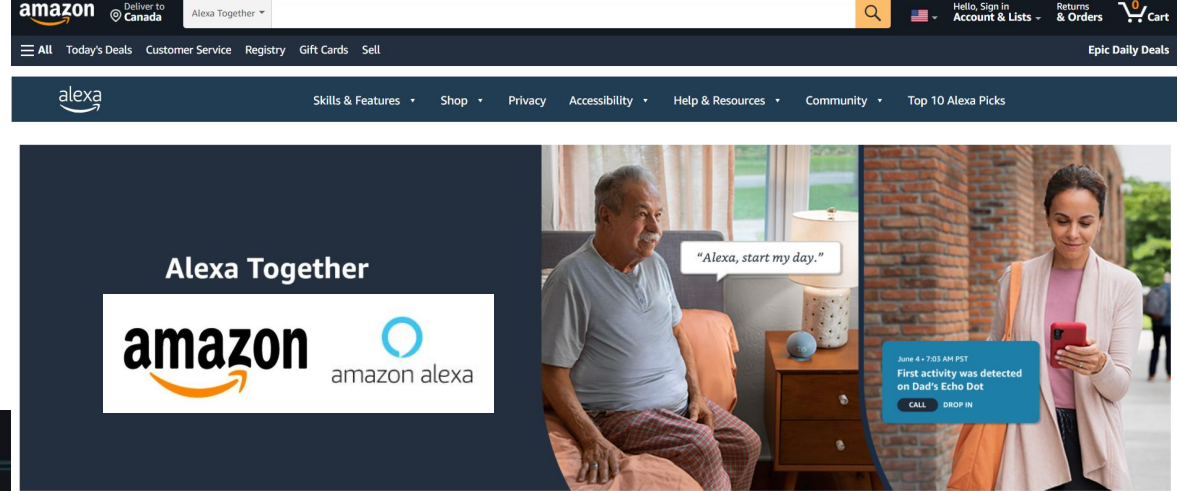 amazon
Deliver to
Canada
Alexa Together
Hello, Sign in
Account & Lists
Returns
& Orders
0
Cart
All Today's Deals Customer Service Registry Gift Cards Sell Epic Daily Deals
alexa
Skills & Features Shop Privacy Accessibility Help & Resources Community Top 10 Alexa Picks
Alexa Together
amazon
amazon alexa
"Alexa, start my day."
June 4 • 7:03 AM PST
First activity was detected
on Dad's Echo Dot
CALL DROP IN